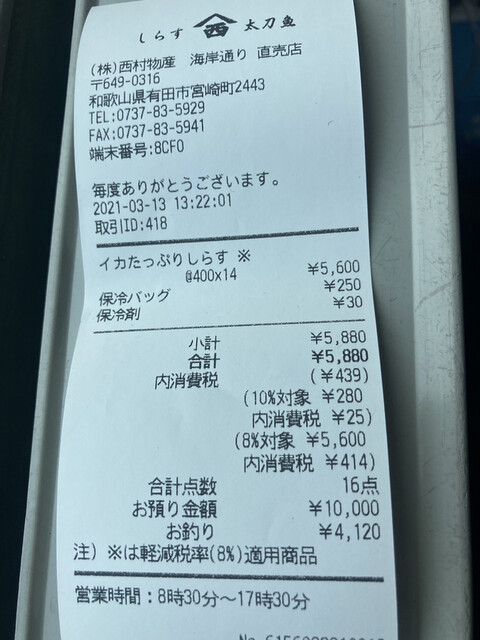 しらす 西 太刀魚
(株)西村物産 海岸通り 直売店
〒649-0316
和歌山県有田市宮崎町2443
TEL:0737-83-5929
FAX:0737-83-5941
端末番号:8CF0
毎度ありがとうございます。
2021-03-13 13:22:01
取引ID:418
イカたっぷりしらす ※
@400x14 ¥5,600
保冷バッグ ¥250
保冷剤 ¥30
小計 ¥5,880
合計 ¥5,880
内消費税 (¥439)
(10%対象 ¥280
内消費税 ¥25)
(8%対象 ¥5,600
内消費税 ¥414)
合計点数 16点
お預り金額 ¥10,000
お釣り ¥4,120
注) ※は軽減税率(8%)適用商品
営業時間：8時30分～17時30分